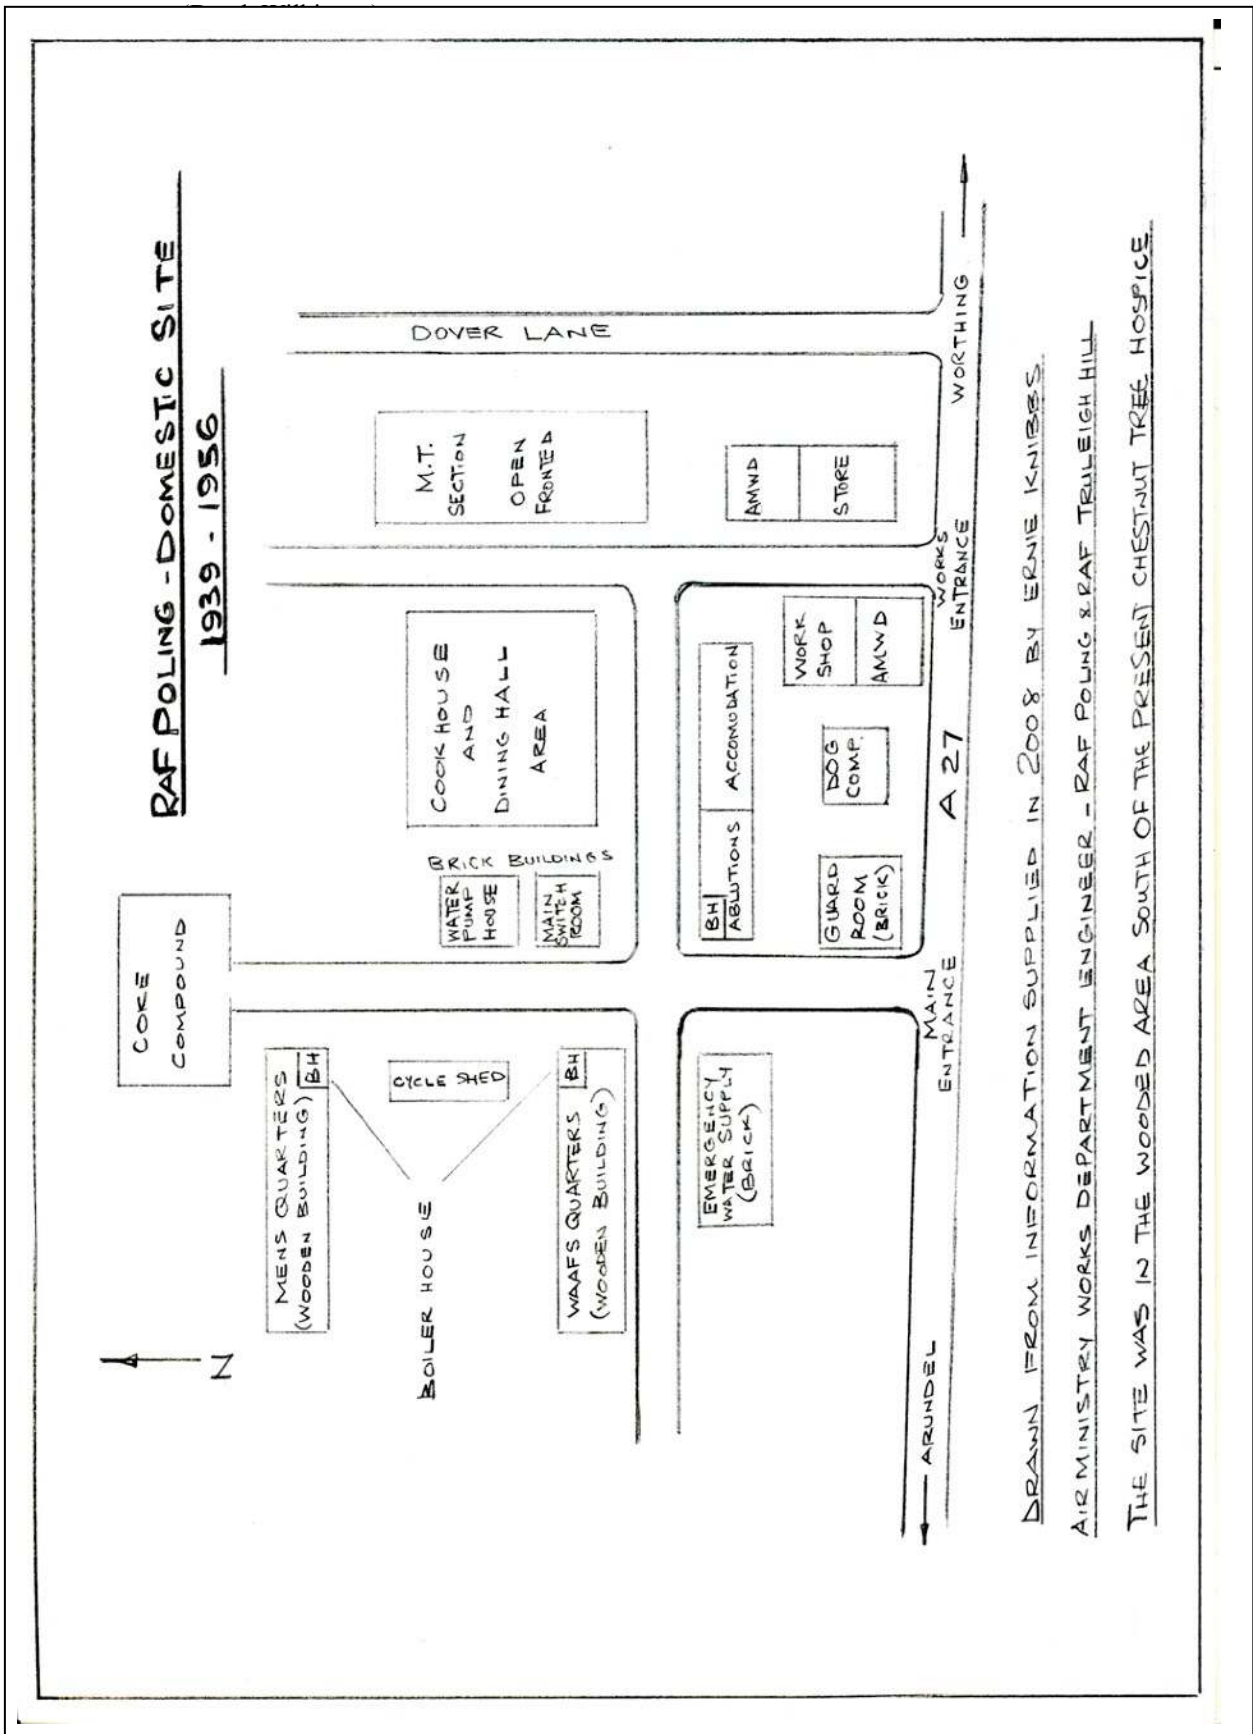 RAF POLING - DOMESTIC SITE
1939 - 1956
COKE
COMPOUND
N
MENS QUARTERS
(WOODEN BUILDING)
BH
CYCLE SHED
BOILER HOUSE
WAAFS QUARTERS
(WOODEN BUILDING)
BH
BRICK BUILDINGS
WATER
PUMP
HOUSE
MAIN
SWITCH
ROOM
COOK HOUSE
AND
DINING HALL
AREA
M.T.
SECTION
OPEN
FRONTED
DOVER LANE
EMERGENCY
WATER SUPPLY
(BRICK)
BH
ABLUTIONS
ACCOMODATION
GUARD
ROOM
(BRICK)
DOG
COMP.
WORK
SHOP
AMWD
AMWD
STORE
ARUNDEL
MAIN
ENTRANCE
A 27
WORKS
ENTRANCE
WORTHING
DRAWN FROM INFORMATION SUPPLIED IN 2008 BY ERNIE KNIBBS
AIR MINISTRY WORKS DEPARTMENT ENGINEER - RAF POLING & RAF TRULEIGH HILL
THE SITE WAS IN THE WOODED AREA SOUTH OF THE PRESENT CHESTNUT TREE HOSPICE